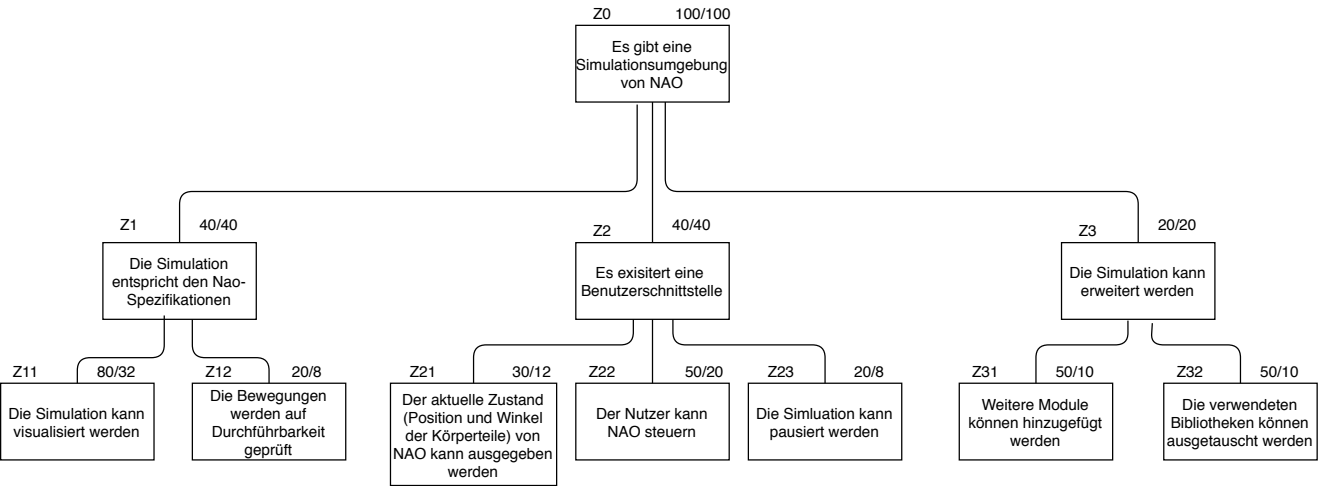 Z0 100/100
Es gibt eine
Simulationsumgebung
von NAO
Z1 40/40
Die Simulation
entspricht den Nao-
Spezifikationen
Z2 40/40
Es exisitert eine
Benutzerschnittstelle
Z3 20/20
Die Simulation kann
erweitert werden
Z11 80/32
Die Simulation kann
visualisiert werden
Z12 20/8
Die Bewegungen
werden auf
Durchführbarkeit
geprüft
Z21 30/12
Der aktuelle Zustand
(Position und Winkel
der Körperteile) von
NAO kann ausgegeben
werden
Z22 50/20
Der Nutzer kann
NAO steuern
Z23 20/8
Die Simluation kann
pausiert werden
Z31 50/10
Weitere Module
können hinzugefügt
werden
Z32 50/10
Die verwendeten
Bibliotheken können
ausgetauscht werden